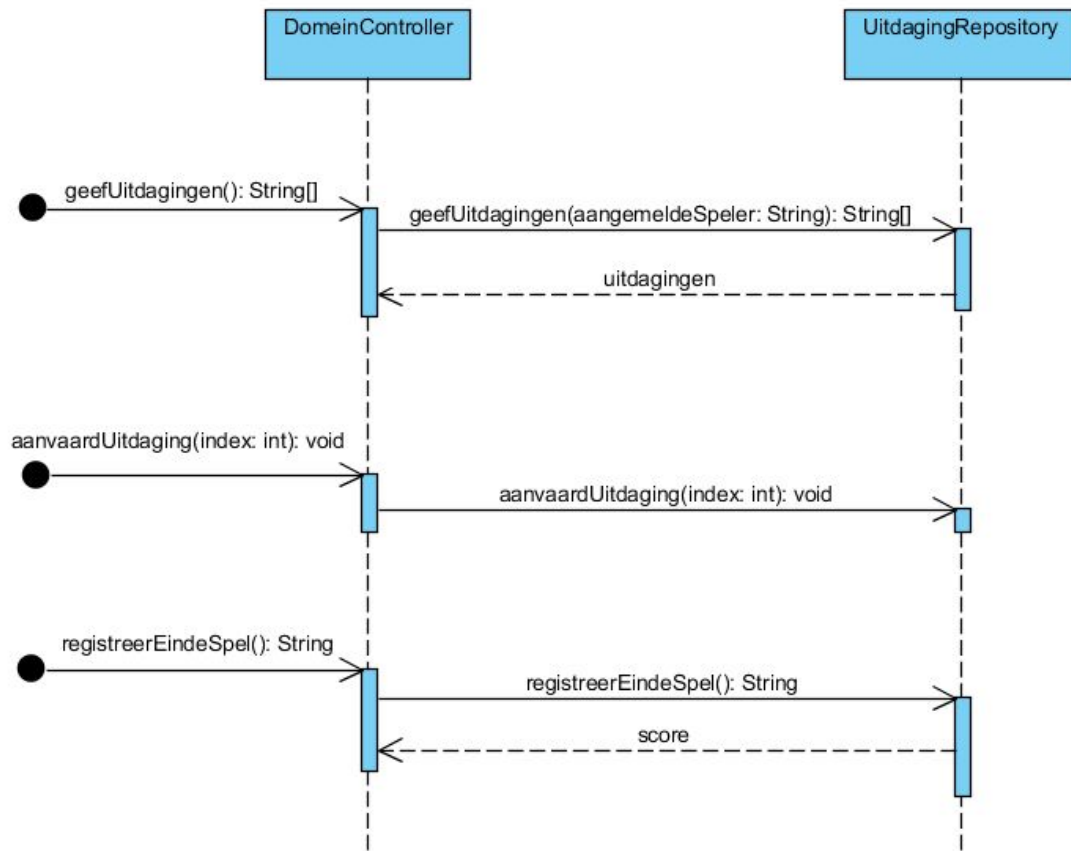 DomeinController
UitdagingRepository
geefUitdagingen(): String[]
geefUitdagingen(aangemeldeSpeler: String): String[]
uitdagingen
aanvaardUitdaging(index: int): void
aanvaardUitdaging(index: int): void
registreerEindeSpel(): String
registreerEindeSpel(): String
score